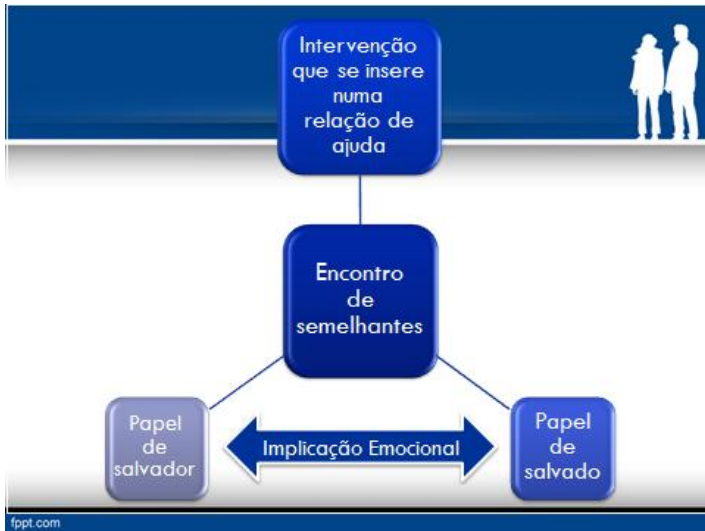 Intervenção
que se insere
numa
relação de
ajuda
Encontro
de
semelhantes
Papel
de
salvador
Implicação Emocional
Papel
de
salvado
fppt.com